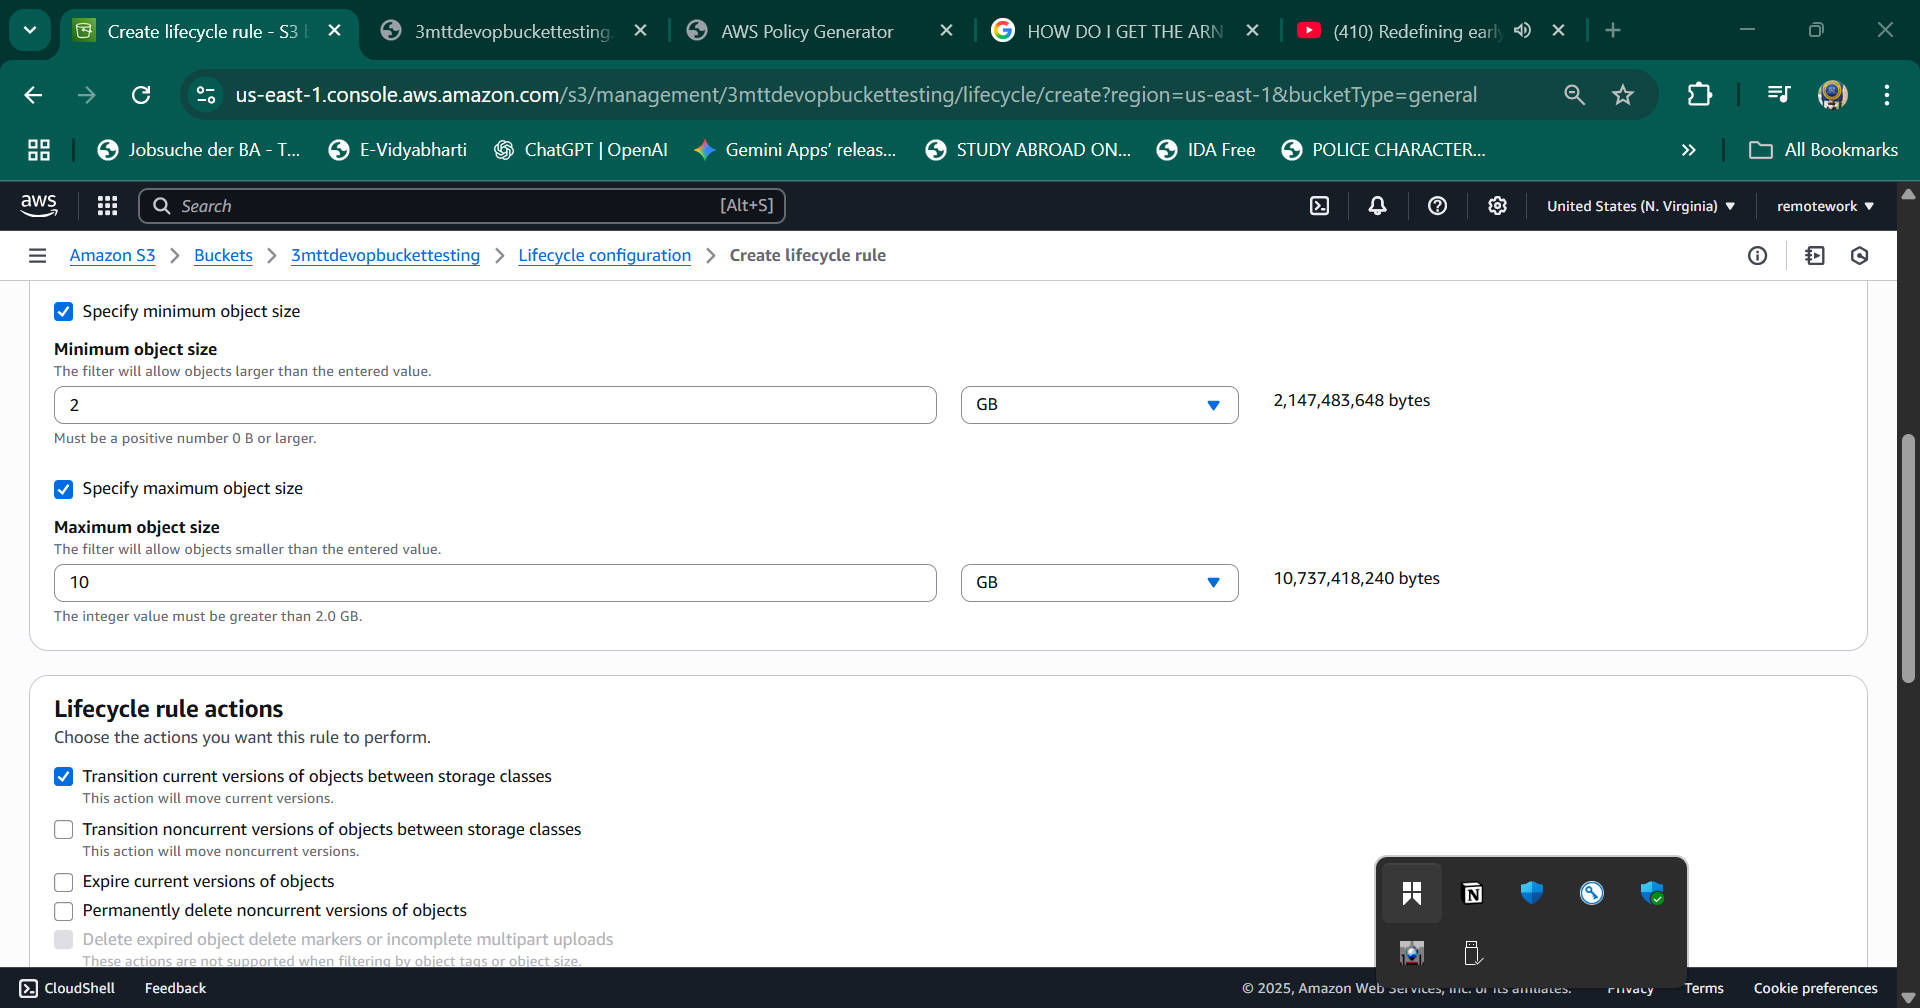 Create lifecycle rule - S3
3mttdevopbuckettesting
AWS Policy Generator
HOW DO I GET THE ARN
(410) Redefining early
us-east-1.console.aws.amazon.com/s3/management/3mttdevopbuckettesting/lifecycle/create?region=us-east-1&bucketType=general
Jobsuche der BA - T...
E-Vidyabharti
ChatGPT | OpenAI
Gemini Apps' releas...
STUDY ABROAD ON...
IDA Free
POLICE CHARACTER...
All Bookmarks
aws
Search
[Alt+S]
United States (N. Virginia)
remotework
Amazon S3
Buckets
3mttdevopbuckettesting
Lifecycle configuration
Create lifecycle rule
Specify minimum object size
Minimum object size
The filter will allow objects larger than the entered value.
2
GB
2,147,483,648 bytes
Must be a positive number 0 B or larger.
Specify maximum object size
Maximum object size
The filter will allow objects smaller than the entered value.
10
GB
10,737,418,240 bytes
The integer value must be greater than 2.0 GB.
Lifecycle rule actions
Choose the actions you want this rule to perform.
Transition current versions of objects between storage classes
This action will move current versions.
Transition noncurrent versions of objects between storage classes
This action will move noncurrent versions.
Expire current versions of objects
Permanently delete noncurrent versions of objects
Delete expired object delete markers or incomplete multipart uploads
These actions are not supported when filtering by object tags or object size.
CloudShell
Feedback
© 2025, Amazon Web Services, Inc. or its affiliates.
Privacy
Terms
Cookie preferences